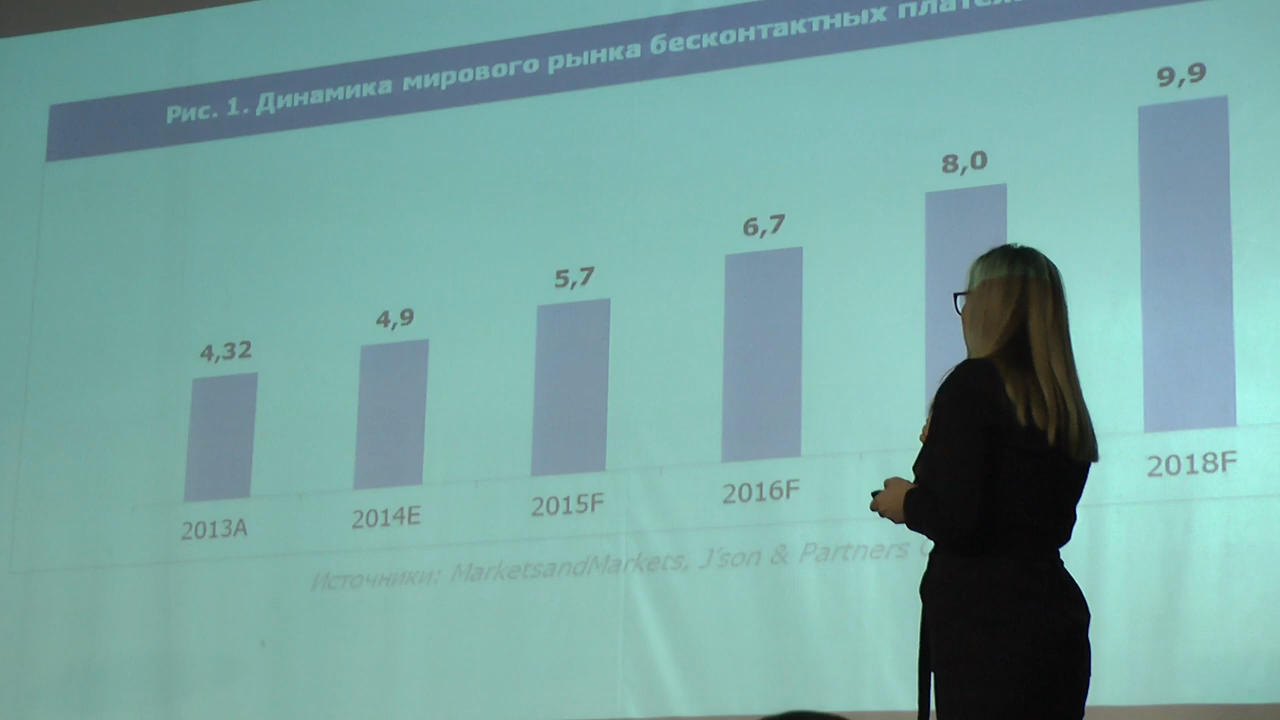 Рис. 1. Динамика мирового рынка бесконтактных
4,32
4,9
5,7
6,7
8,0
9,9
2013A
2014E
2015F
2016F
2018F
Источники: MarketsandMarkets, J'son & Partners